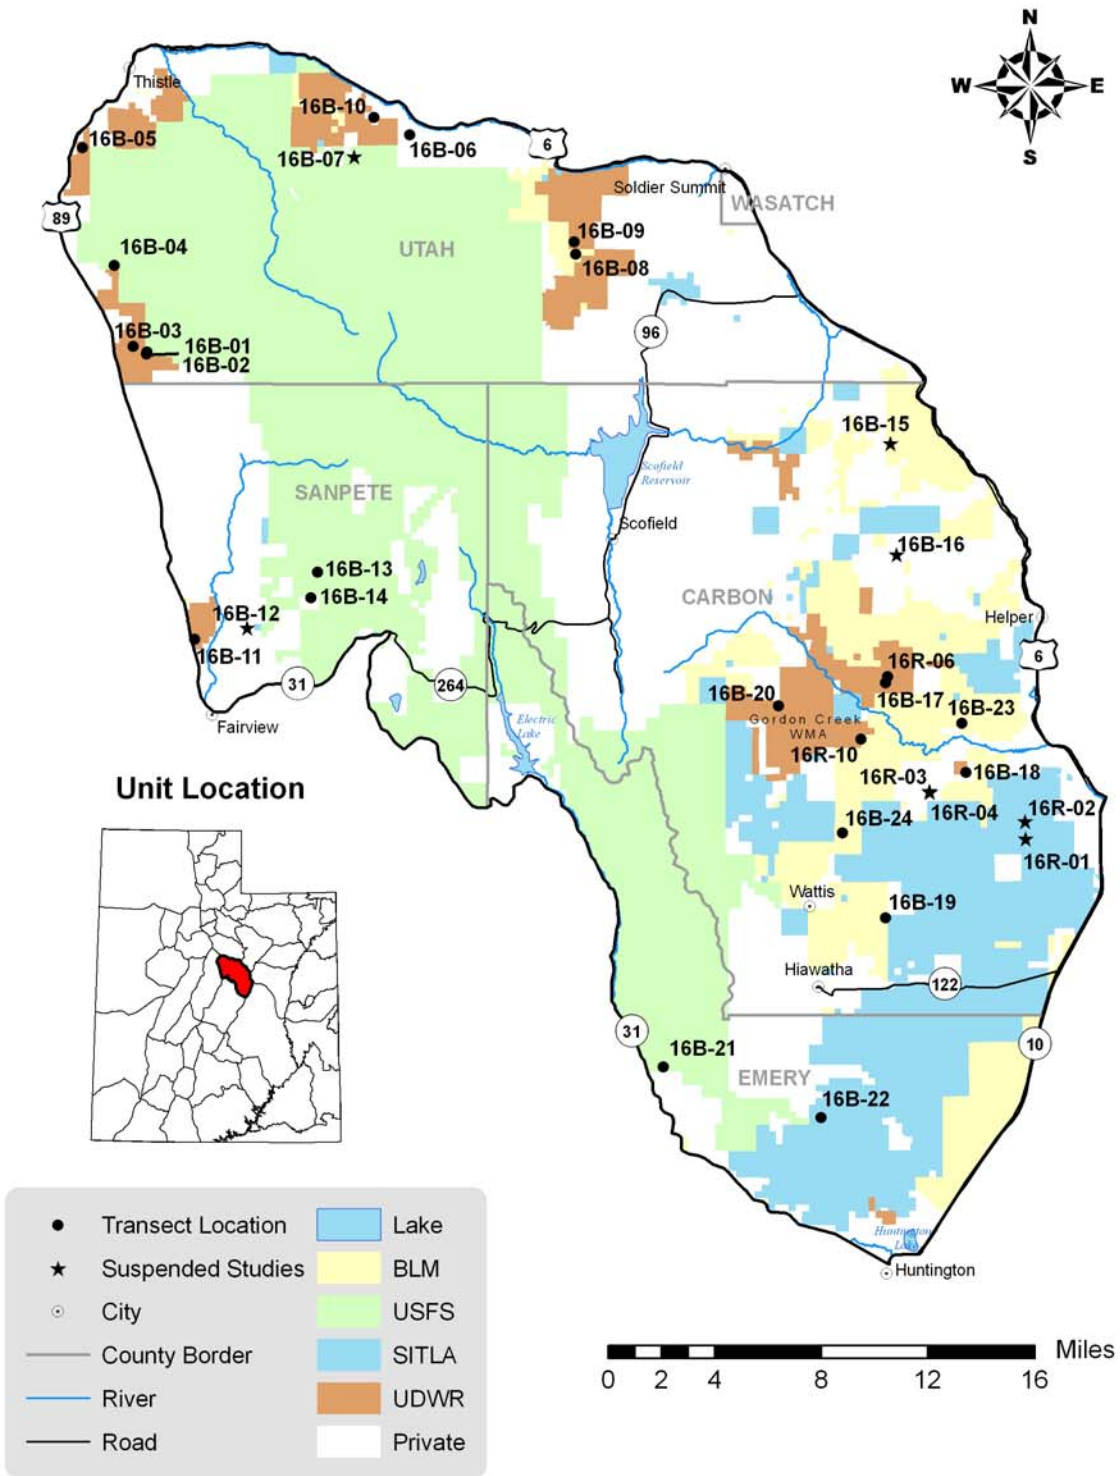 N
W
E
S
Thistle
16B-10
16B-05
16B-06
16B-07
6
Soldier Summit
WASATCH
89
16B-04
UTAH
16B-09
16B-08
96
16B-03
16B-01
16B-02
16B-15
Scofield
Reservoir
SANPETE
Scofield
16B-16
16B-13
16B-14
CARBON
16B-12
Helper
16B-11
6
16R-06
31
264
16B-20
16B-17
16B-23
Fairview
Electric
Lake
Gordon Creek
WMA
16R-10
16R-03
16B-18
16R-04
16R-02
16B-24
16R-01
Unit Location
Wattis
16B-19
Hiawatha
122
31
10
16B-21
EMERY
16B-22
Huntington
Lake
Huntington
Transect Location
Suspended Studies
City
County Border
River
Road
Lake
BLM
USFS
SITLA
UDWR
Private
Miles
0 2 4 8 12 16